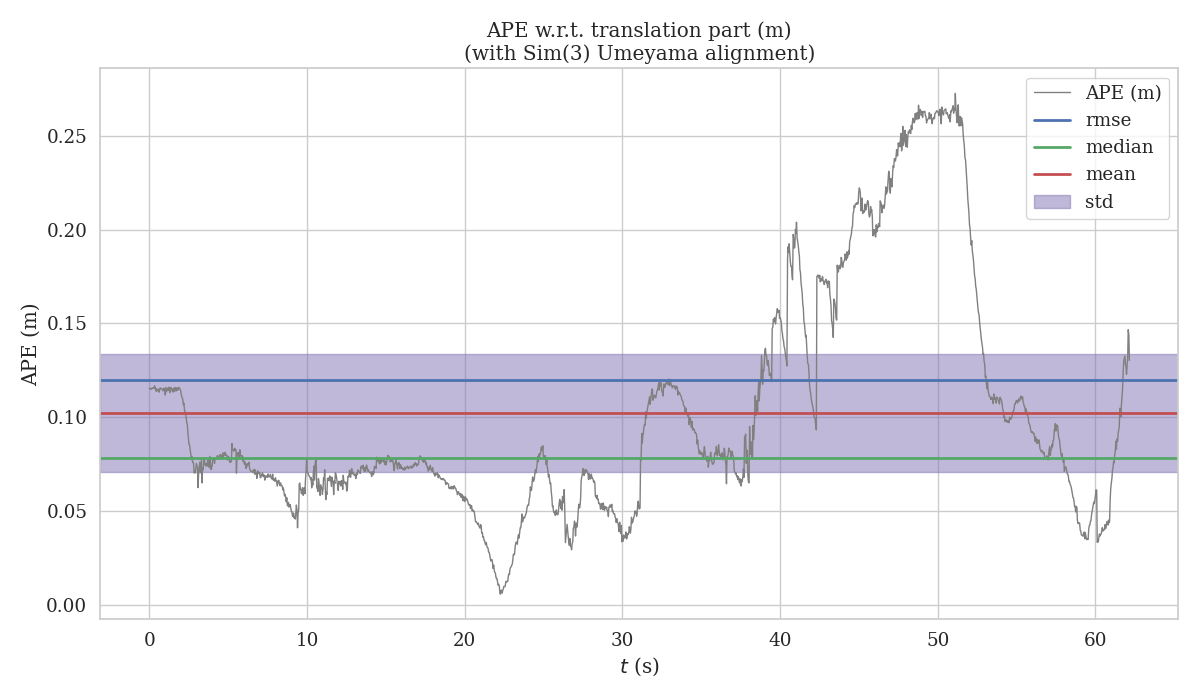 APE w.r.t. translation part (m)
(with Sim(3) Umeyama alignment)
APE (m)
rmse
median
mean
std
APE (m)
0.25
0.20
0.15
0.10
0.05
0.00
0 10 20 30 40 50 60
t (s)